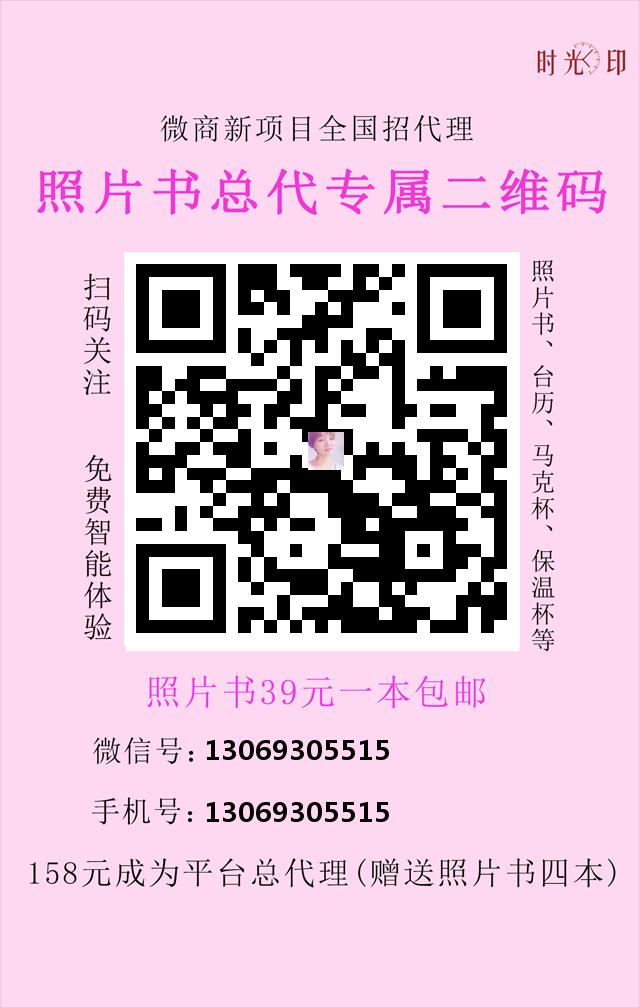 时光印
微商新项目全国招代理
照片书总代专属二维码
扫码关注 免费智能体验
照片书、台历、马克杯、保温杯等
照片书39元一本包邮
微信号:13069305515
手机号:13069305515
158元成为平台总代理(赠送照片书四本)